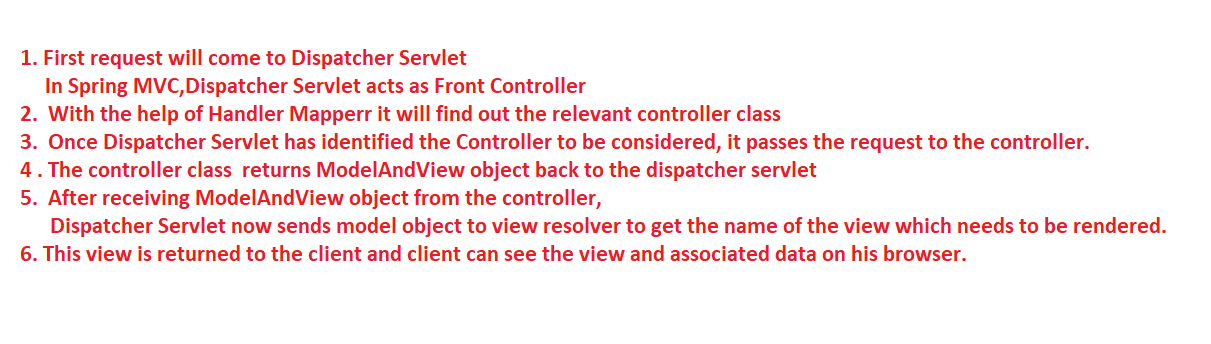 1. First request will come to Dispatcher Servlet
In Spring MVC,Dispatcher Servlet acts as Front Controller
2. With the help of Handler Mapperr it will find out the relevant controller class
3. Once Dispatcher Servlet has identified the Controller to be considered, it passes the request to the controller.
4 . The controller class returns ModelAndView object back to the dispatcher servlet
5. After receiving ModelAndView object from the controller,
Dispatcher Servlet now sends model object to view resolver to get the name of the view which needs to be rendered.
6. This view is returned to the client and client can see the view and associated data on his browser.